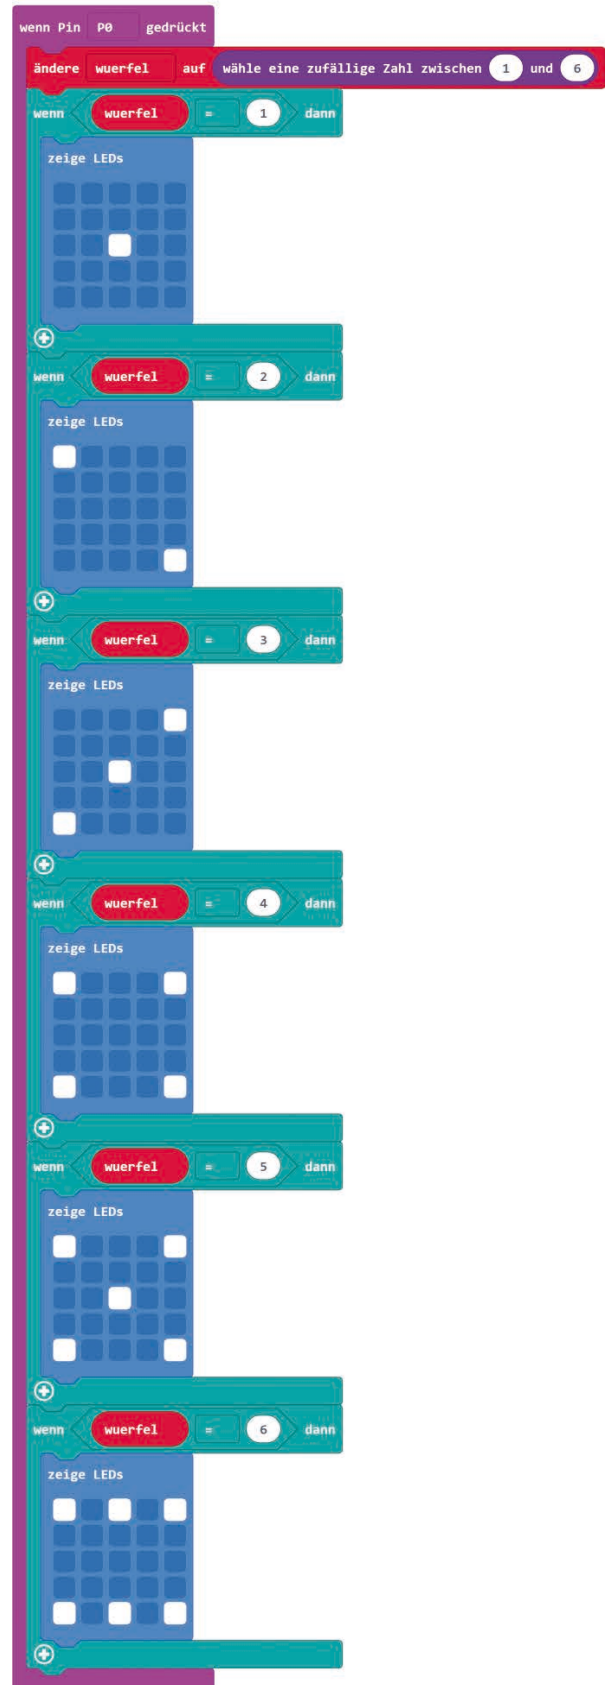 wenn Pin P0 gedrückt
ändere wuerfel auf wähle eine zufällige Zahl zwischen 1 und 6
wenn wuerfel = 1 dann
zeige LEDs
wenn wuerfel = 2 dann
zeige LEDs
wenn wuerfel = 3 dann
zeige LEDs
wenn wuerfel = 4 dann
zeige LEDs
wenn wuerfel = 5 dann
zeige LEDs
wenn wuerfel = 6 dann
zeige LEDs